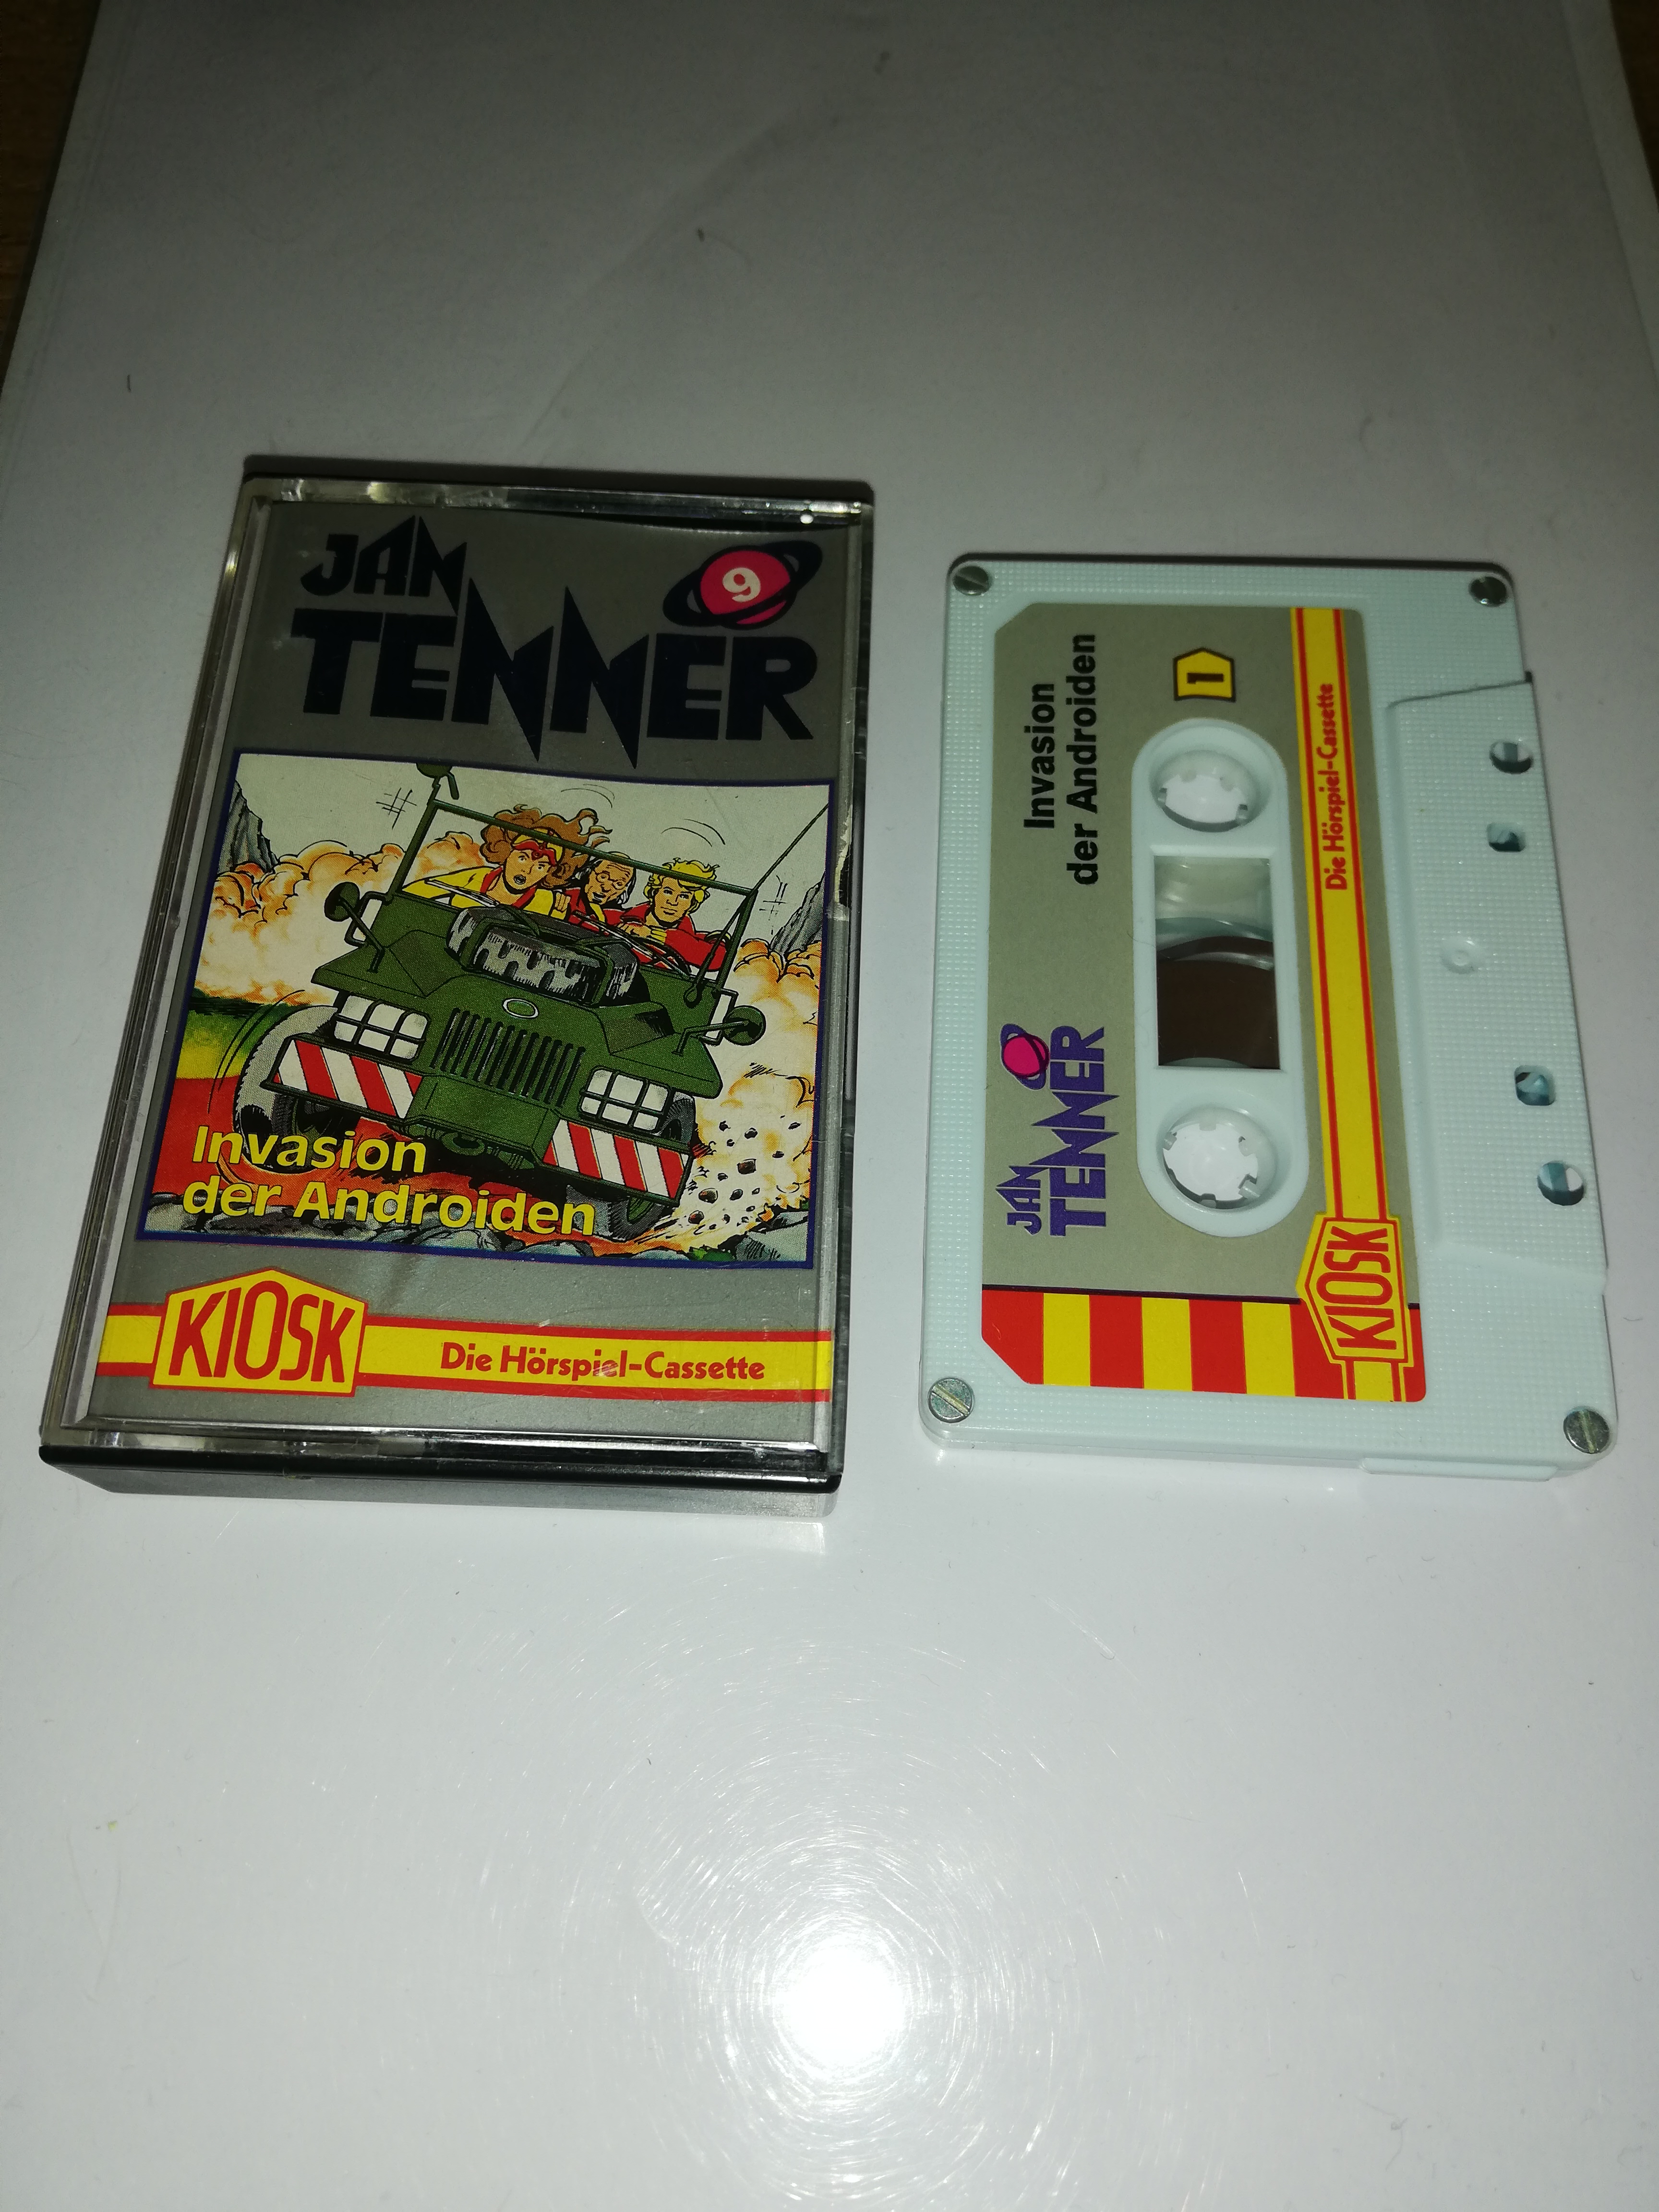 JAN
TENNER
9
Invasion
der Androiden
KIOSK
Die Hörspiel-Cassette
Invasion
der Androiden
1
JAN
TENNER
Die Hörspiel-Cassette
KIOSK